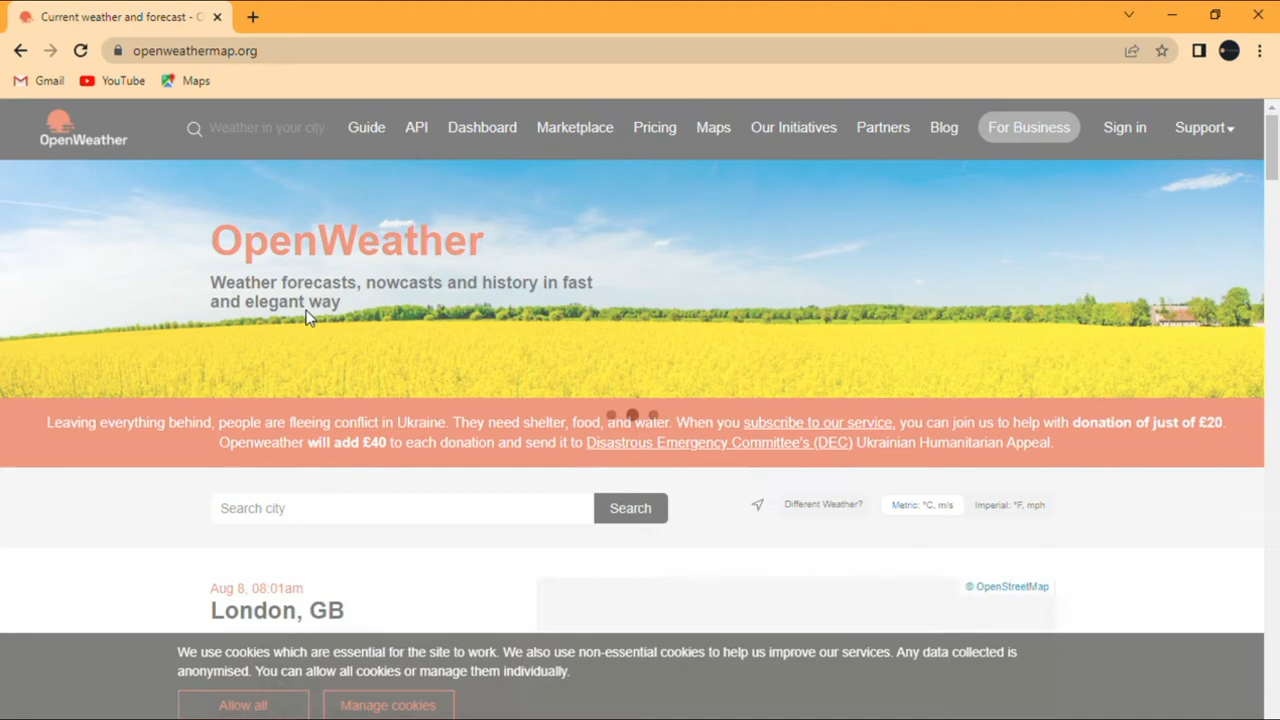 Current weather and forecast - O
openweathermap.org
Gmail YouTube Maps
OpenWeather Weather in your city Guide API Dashboard Marketplace Pricing Maps Our Initiatives Partners Blog For Business Sign in Support
OpenWeather
Weather forecasts, nowcasts and history in fast
and elegant way
Leaving everything behind, people are fleeing conflict in Ukraine. They need shelter, food, and water. When you subscribe to our service, you can join us to help with donation of just of £20.
Openweather will add £40 to each donation and send it to Disastrous Emergency Committee's (DEC) Ukrainian Humanitarian Appeal.
Search city Search Different Weather? Metric: °C, m/s Imperial: °F, mph
Aug 8, 08:01am
© OpenStreetMap
London, GB
We use cookies which are essential for the site to work. We also use non-essential cookies to help us improve our services. Any data collected is
anonymised. You can allow all cookies or manage them individually.
Allow all Manage cookies